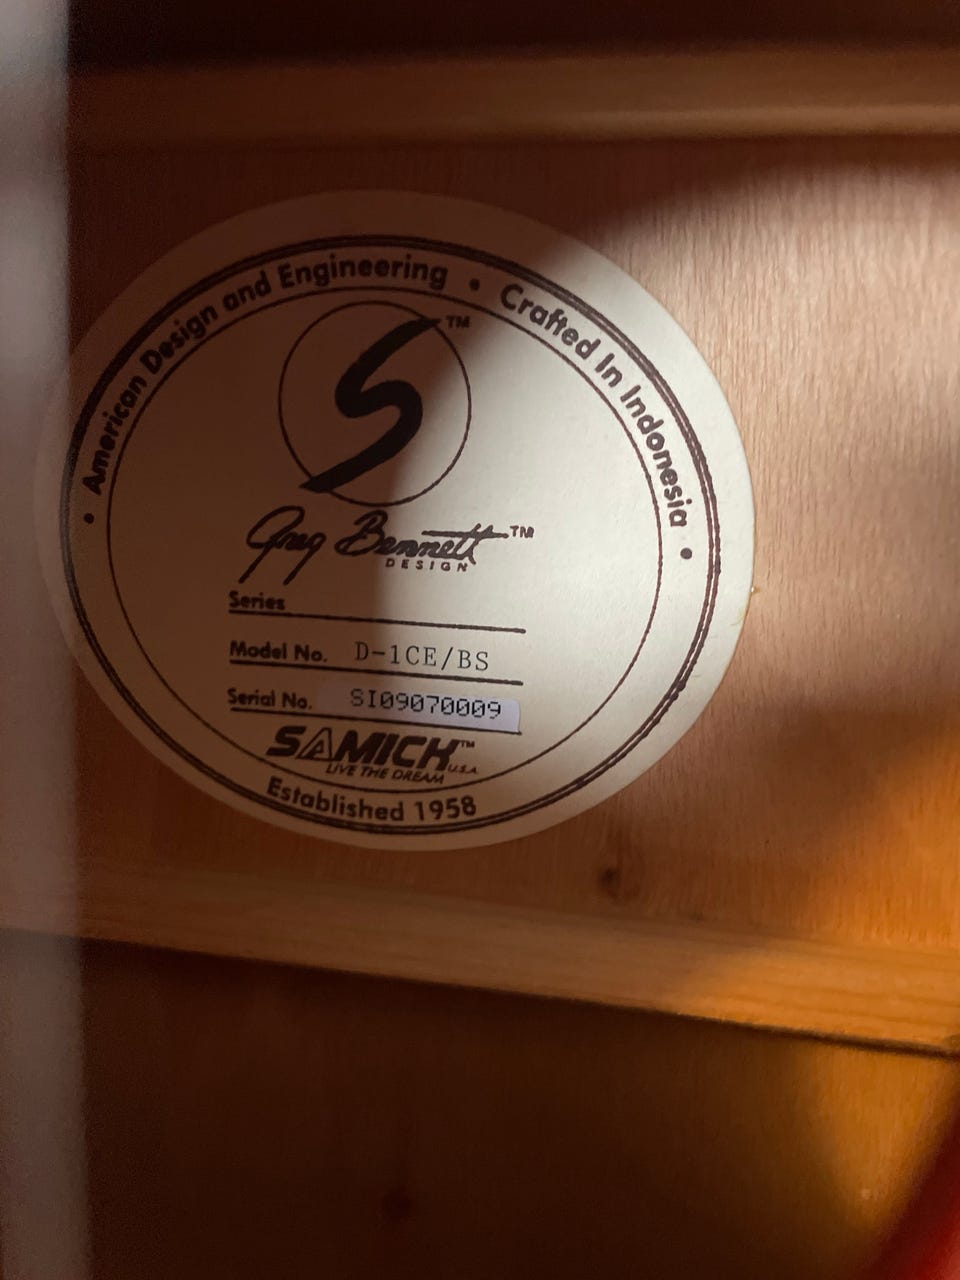 • American Design and Engineering • Crafted In Indonesia •
S™
Greg Bennett™
DESIGN
Series
Model No. D-1CE/BS
Serial No. SI09070009
SAMICK™
LIVE THE DREAM U.S.A
Established 1958